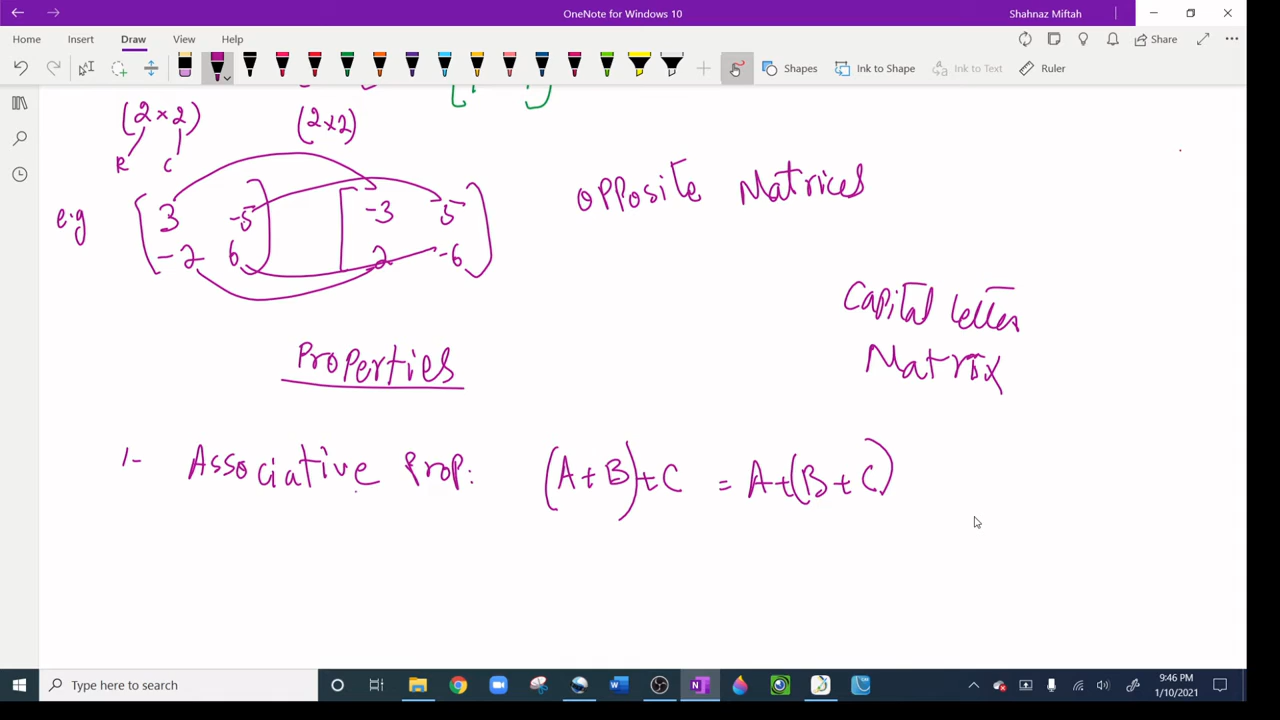 OneNote for Windows 10
Shahnaz Miftah
Home Insert Draw View Help
Share
Shapes Ink to Shape Ink to Text Ruler
(2×2) (2×2)
R C
e.g [3 -5 -3 5
-2 6] 2 -6]
opposite Matrices
Capital letter
Matrix
Properties
1- Associative Prop: (A+B)+C = A+(B+C)
Type here to search
9:46 PM
1/10/2021